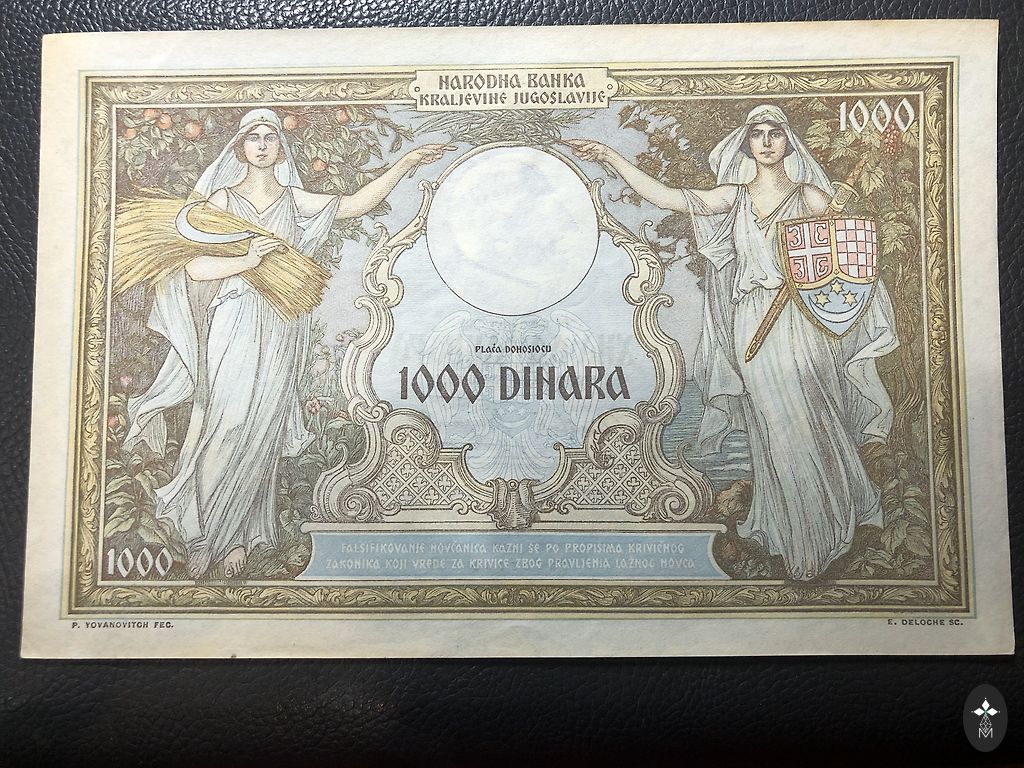 NARODNA BANKA
KRALJEVINE JUGOSLAVIJE
1000
PLAĆA DONOSIOCU
1000 DINARA
FALSIFIKOVANJE NOVČANICA KAZNI SE PO PROPISIMA KRIVIČNOG
ZAKONIKA KOJI VREDE ZA KRIVICE ZBOG PRAVLJENJA LAŽNOG NOVCA
1000
P. YOVANOVITCH FEC.
E. DELOCHE SC.
M